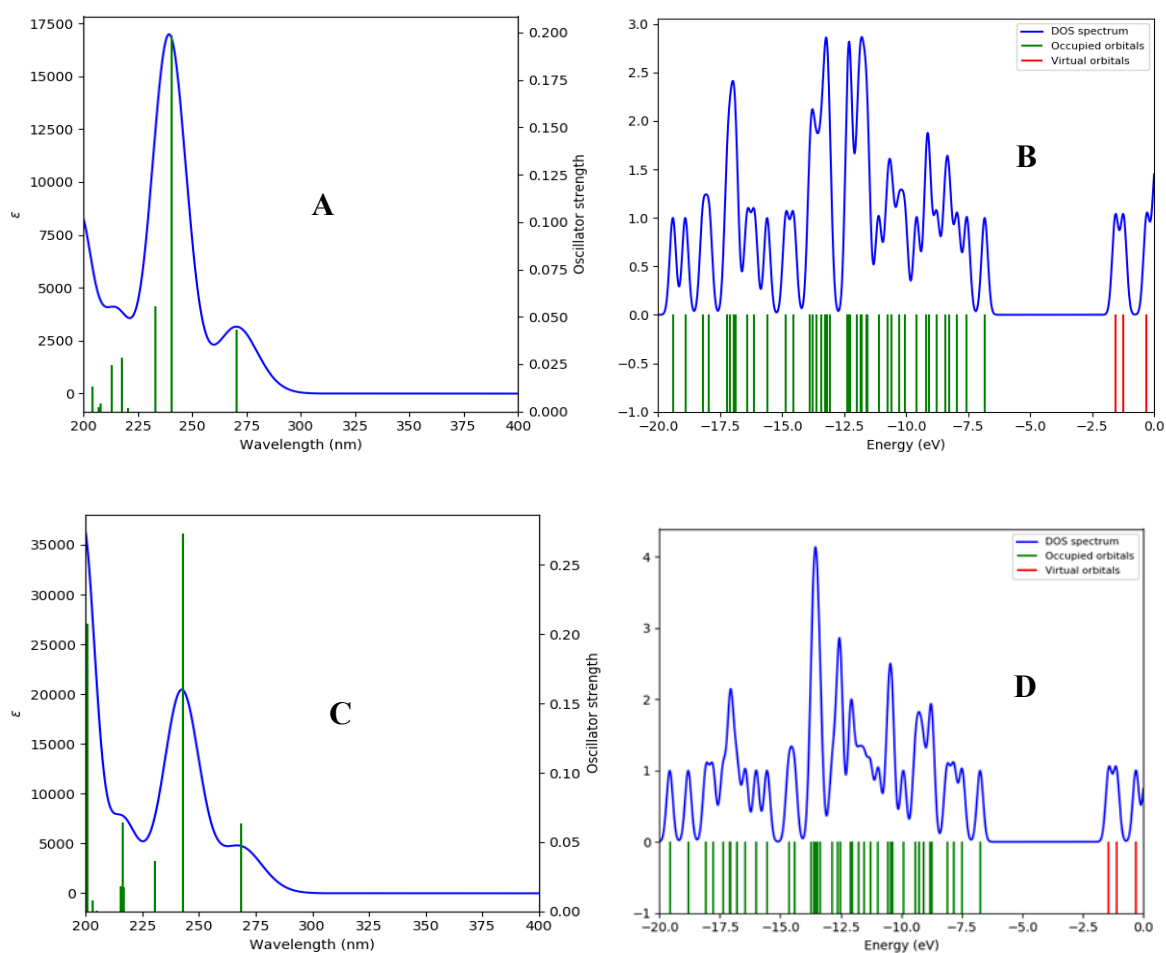 17500
15000
12500
10000
7500
5000
2500
0
ε
200 225 250 275 300 325 350 375 400
Wavelength (nm)
0.200
0.175
0.150
0.125
0.100
0.075
0.050
0.025
0.000
Oscillator strength
A
3.0
2.5
2.0
1.5
1.0
0.5
0.0
−0.5
−1.0
−20.0 −17.5 −15.0 −12.5 −10.0 −7.5 −5.0 −2.5 0.0
Energy (eV)
DOS spectrum
Occupied orbitals
Virtual orbitals
B
35000
30000
25000
20000
15000
10000
5000
0
ε
200 225 250 275 300 325 350 375 400
Wavelength (nm)
0.25
0.20
0.15
0.10
0.05
0.00
Oscillator strength
C
4
3
2
1
0
−1
−20.0 −17.5 −15.0 −12.5 −10.0 −7.5 −5.0 −2.5 0.0
Energy (eV)
DOS spectrum
Occupied orbitals
Virtual orbitals
D